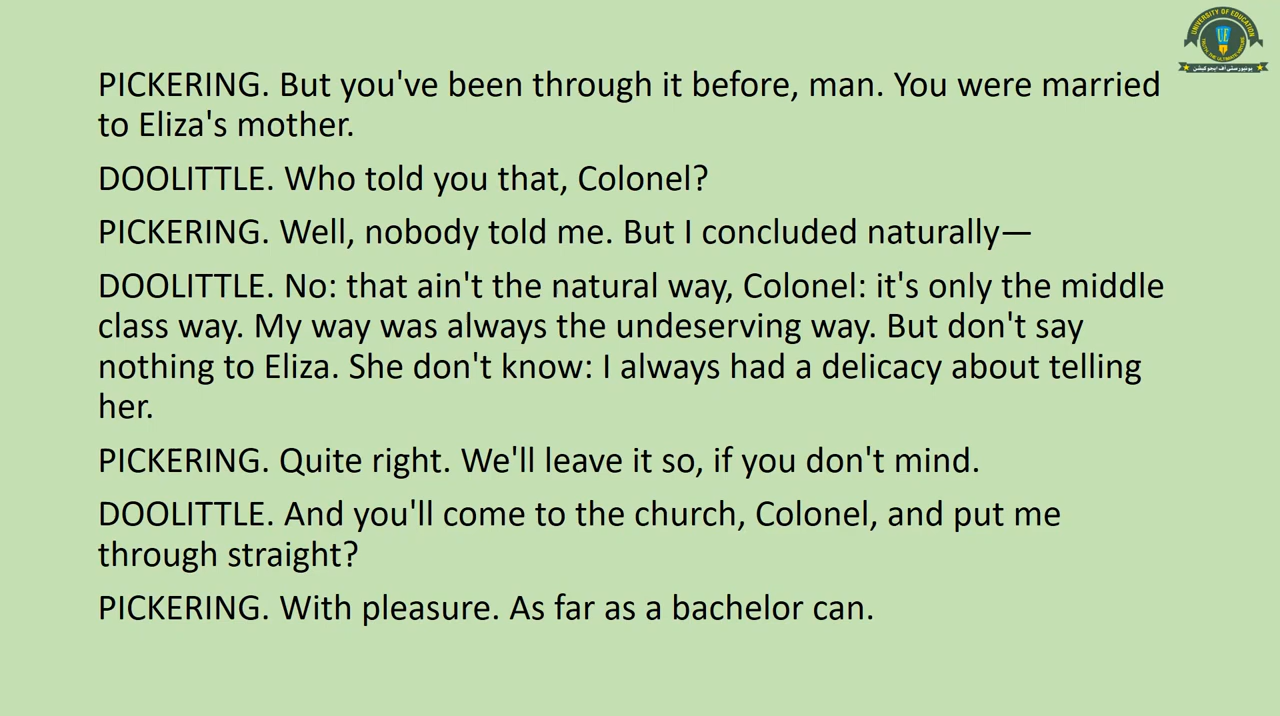 UNIVERSITY OF EDUCATION
UE
یونیورسٹی آف ایجوکیشن
PICKERING. But you've been through it before, man. You were married
to Eliza's mother.
DOOLITTLE. Who told you that, Colonel?
PICKERING. Well, nobody told me. But I concluded naturally—
DOOLITTLE. No: that ain't the natural way, Colonel: it's only the middle
class way. My way was always the undeserving way. But don't say
nothing to Eliza. She don't know: I always had a delicacy about telling
her.
PICKERING. Quite right. We'll leave it so, if you don't mind.
DOOLITTLE. And you'll come to the church, Colonel, and put me
through straight?
PICKERING. With pleasure. As far as a bachelor can.